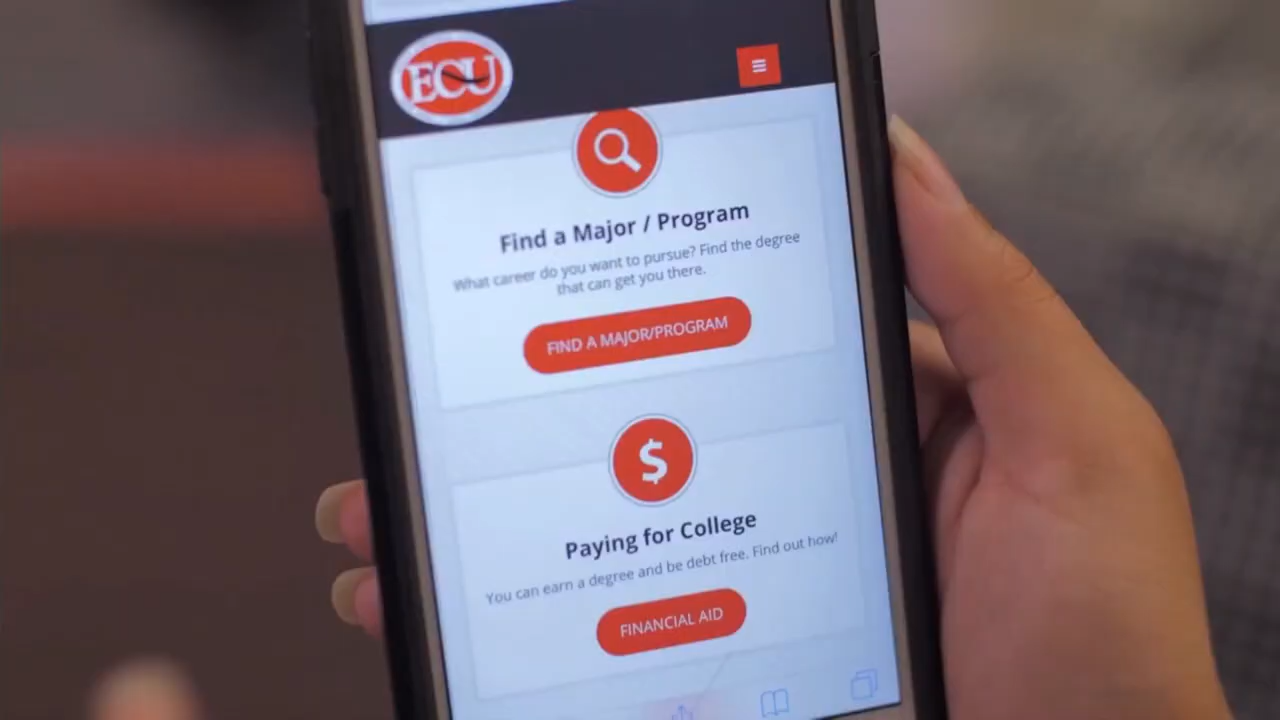 ECU
Find a Major / Program
What career do you want to pursue? Find the degree
that can get you there.
FIND A MAJOR/PROGRAM
$
Paying for College
You can earn a degree and be debt free. Find out how!
FINANCIAL AID